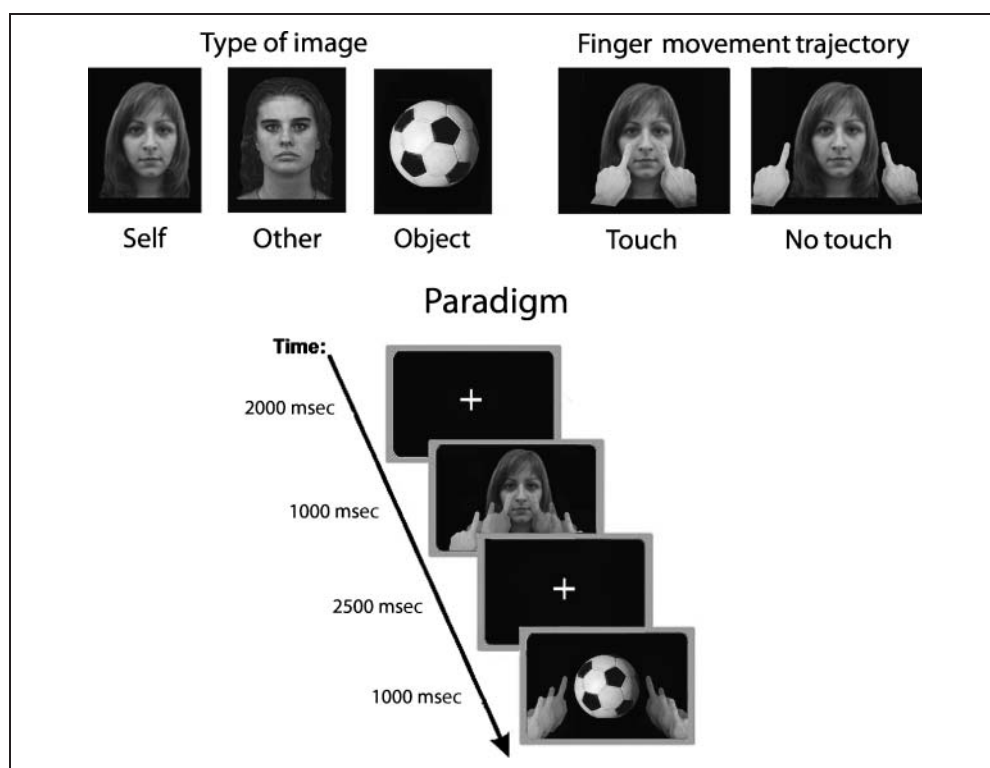 Type of image
Finger movement trajectory
Self
Other
Object
Touch
No touch
Paradigm
Time:
2000 msec
1000 msec
2500 msec
1000 msec